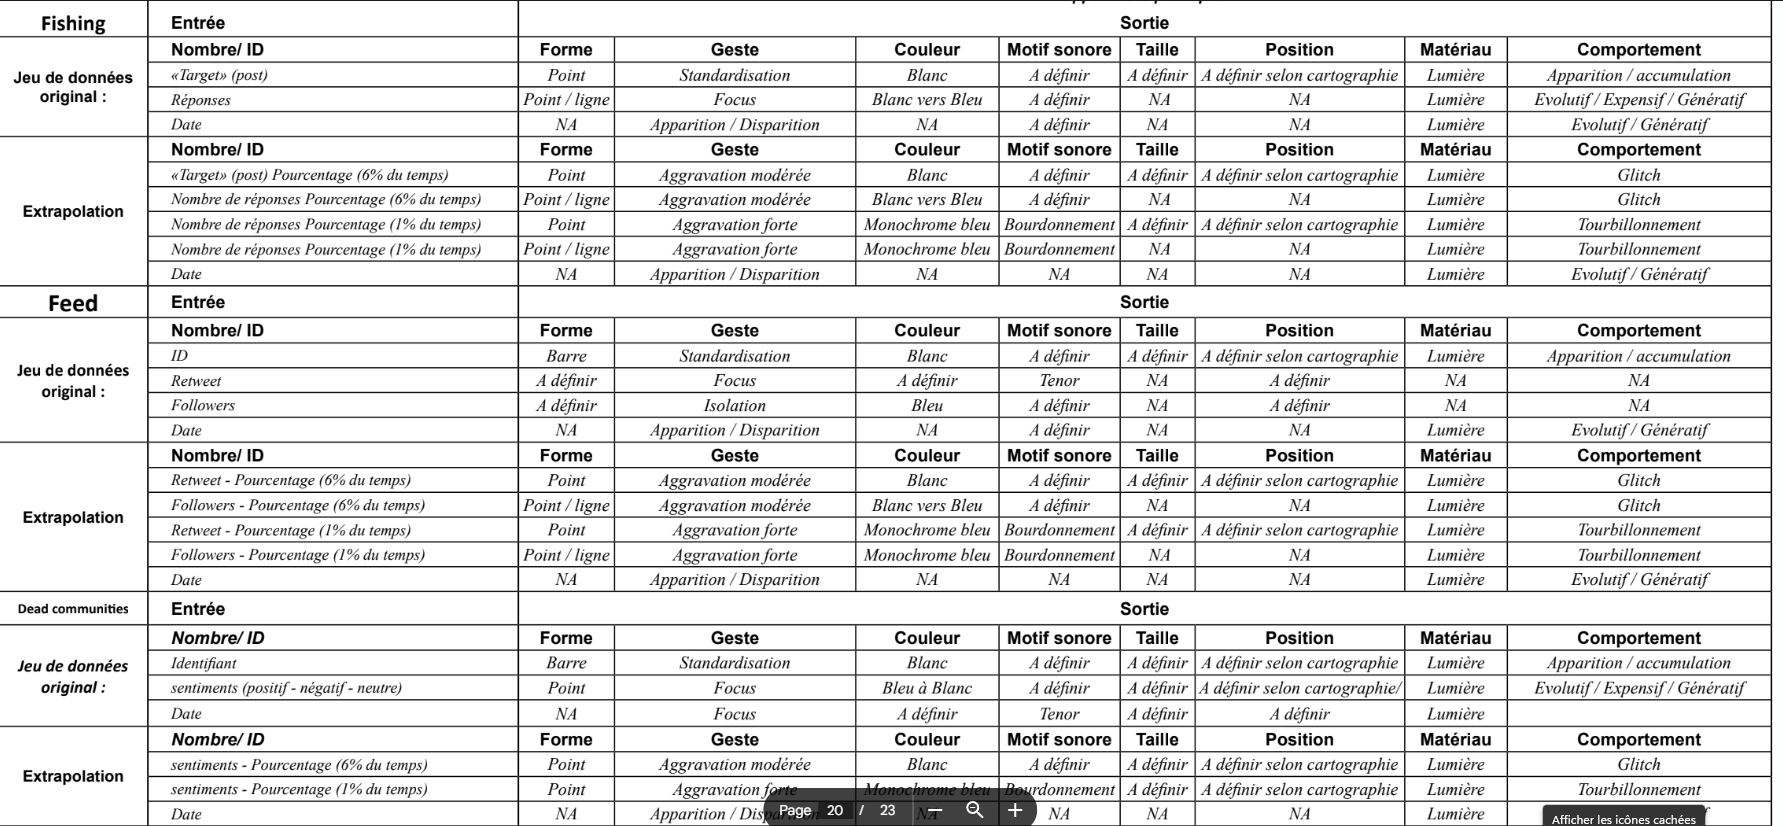 Fishing Entrée Sortie
Nombre/ ID Forme Geste Couleur Motif sonore Taille Position Matériau Comportement
Jeu de données original :
«Target» (post) Point Standardisation Blanc A définir A définir A définir selon cartographie Lumière Apparition / accumulation
Réponses Point / ligne Focus Blanc vers Bleu A définir NA NA Lumière Evolutif / Expensif / Génératif
Date NA Apparition / Disparition NA A définir NA NA Lumière Evolutif / Génératif
Nombre/ ID Forme Geste Couleur Motif sonore Taille Position Matériau Comportement
Extrapolation
«Target» (post) Pourcentage (6% du temps) Point Aggravation modérée Blanc A définir A définir A définir selon cartographie Lumière Glitch
Nombre de réponses Pourcentage (6% du temps) Point / ligne Aggravation modérée Blanc vers Bleu A définir NA NA Lumière Glitch
Nombre de réponses Pourcentage (1% du temps) Point Aggravation forte Monochrome bleu Bourdonnement A définir A définir selon cartographie Lumière Tourbillonnement
Nombre de réponses Pourcentage (1% du temps) Point / ligne Aggravation forte Monochrome bleu Bourdonnement NA NA Lumière Tourbillonnement
Date NA Apparition / Disparition NA NA NA NA Lumière Evolutif / Génératif
Feed Entrée Sortie
Nombre/ ID Forme Geste Couleur Motif sonore Taille Position Matériau Comportement
Jeu de données original :
ID Barre Standardisation Blanc A définir A définir A définir selon cartographie Lumière Apparition / accumulation
Retweet A définir Focus A définir Tenor NA A définir NA NA
Followers A définir Isolation Bleu A définir NA A définir NA NA
Date NA Apparition / Disparition NA A définir NA NA Lumière Evolutif / Génératif
Nombre/ ID Forme Geste Couleur Motif sonore Taille Position Matériau Comportement
Extrapolation
Retweet - Pourcentage (6% du temps) Point Aggravation modérée Blanc A définir A définir A définir selon cartographie Lumière Glitch
Followers - Pourcentage (6% du temps) Point / ligne Aggravation modérée Blanc vers Bleu A définir NA NA Lumière Glitch
Retweet - Pourcentage (1% du temps) Point Aggravation forte Monochrome bleu Bourdonnement A définir A définir selon cartographie Lumière Tourbillonnement
Followers - Pourcentage (1% du temps) Point / ligne Aggravation forte Monochrome bleu Bourdonnement NA NA Lumière Tourbillonnement
Date NA Apparition / Disparition NA NA NA NA Lumière Evolutif / Génératif
Dead communities Entrée Sortie
Nombre/ ID Forme Geste Couleur Motif sonore Taille Position Matériau Comportement
Jeu de données original :
Identifiant Barre Standardisation Blanc A définir A définir A définir selon cartographie Lumière Apparition / accumulation
sentiments (positif - négatif - neutre) Point Focus Bleu à Blanc A définir A définir A définir selon cartographie/ Lumière Evolutif / Expensif / Génératif
Date NA Focus A définir Tenor A définir A définir Lumière
Nombre/ ID Forme Geste Couleur Motif sonore Taille Position Matériau Comportement
Extrapolation
sentiments - Pourcentage (6% du temps) Point Aggravation modérée Blanc A définir A définir A définir selon cartographie Lumière Glitch
sentiments - Pourcentage (1% du temps) Point Aggravation forte Monochrome bleu Bourdonnement A définir A définir selon cartographie Lumière Tourbillonnement
Date NA Apparition / NA NA NA NA Lumière
Page 20 / 23
Afficher les icônes cachées